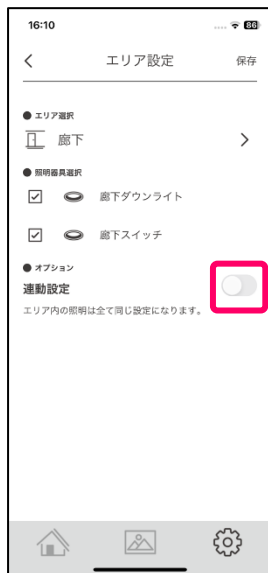 16:10
86
エリア設定
保存
● エリア選択
廊下
● 照明器具選択
廊下ダウンライト
廊下スイッチ
● オプション
連動設定
エリア内の照明は全て同じ設定になります。